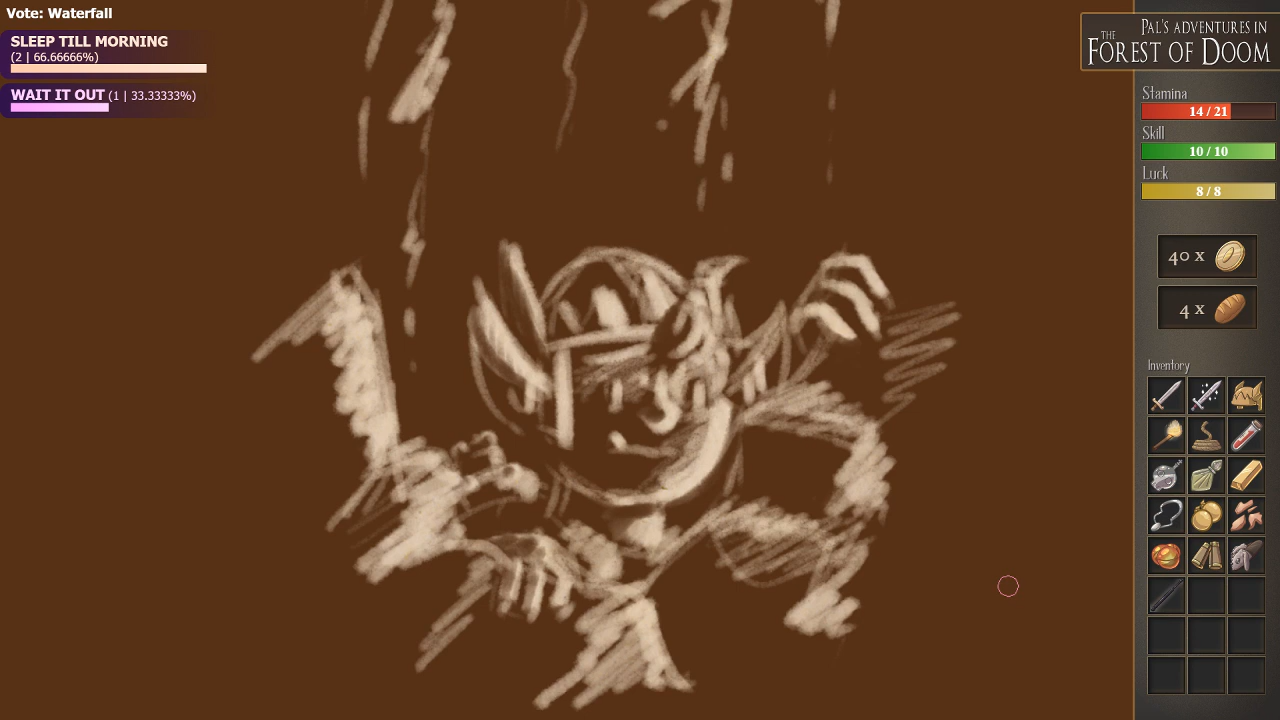 Vote: Waterfall
SLEEP TILL MORNING
(2 | 66.66666%)
WAIT IT OUT (1 | 33.33333%)
PAL'S ADVENTURES IN
THE FOREST OF DOOM
Stamina
14 / 21
Skill
10 / 10
Luck
8 / 8
40 x
4 x
Inventory